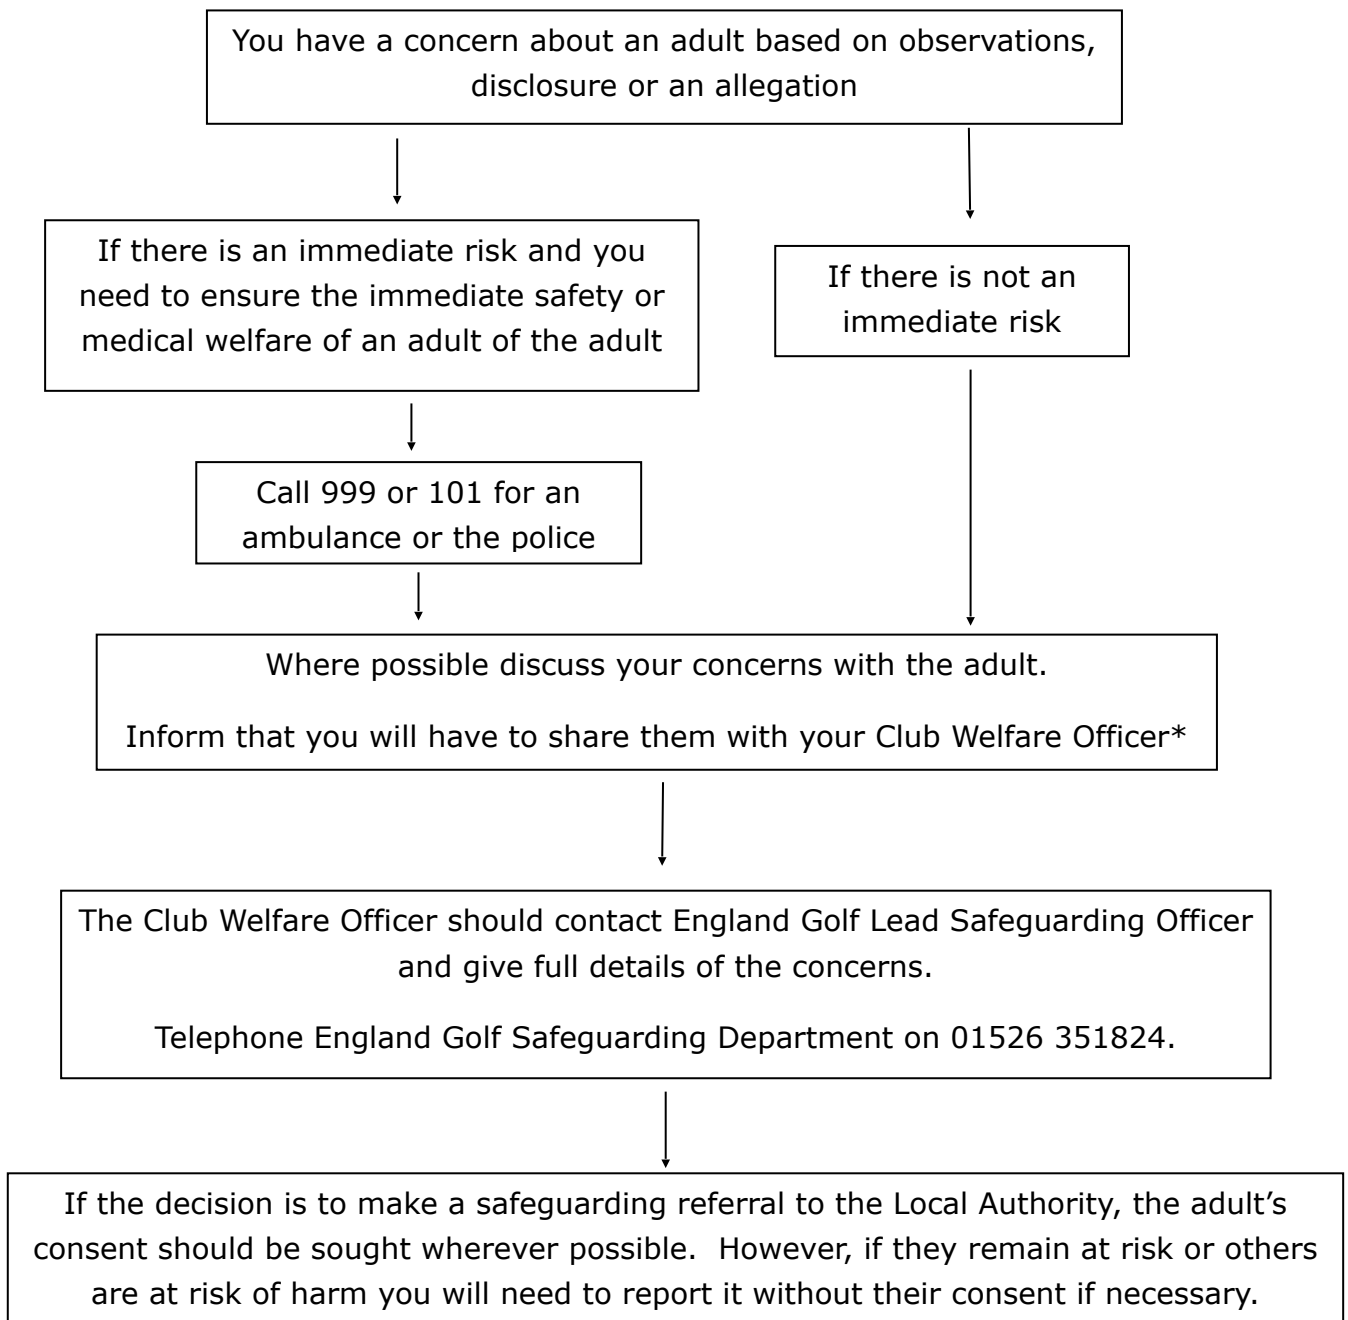 You have a concern about an adult based on observations,
disclosure or an allegation
If there is an immediate risk and you
need to ensure the immediate safety or
medical welfare of an adult of the adult
If there is not an
immediate risk
Call 999 or 101 for an
ambulance or the police
Where possible discuss your concerns with the adult.
Inform that you will have to share them with your Club Welfare Officer*
The Club Welfare Officer should contact England Golf Lead Safeguarding Officer
and give full details of the concerns.
Telephone England Golf Safeguarding Department on 01526 351824.
If the decision is to make a safeguarding referral to the Local Authority, the adult’s
consent should be sought wherever possible.  However, if they remain at risk or others
are at risk of harm you will need to report it without their consent if necessary.